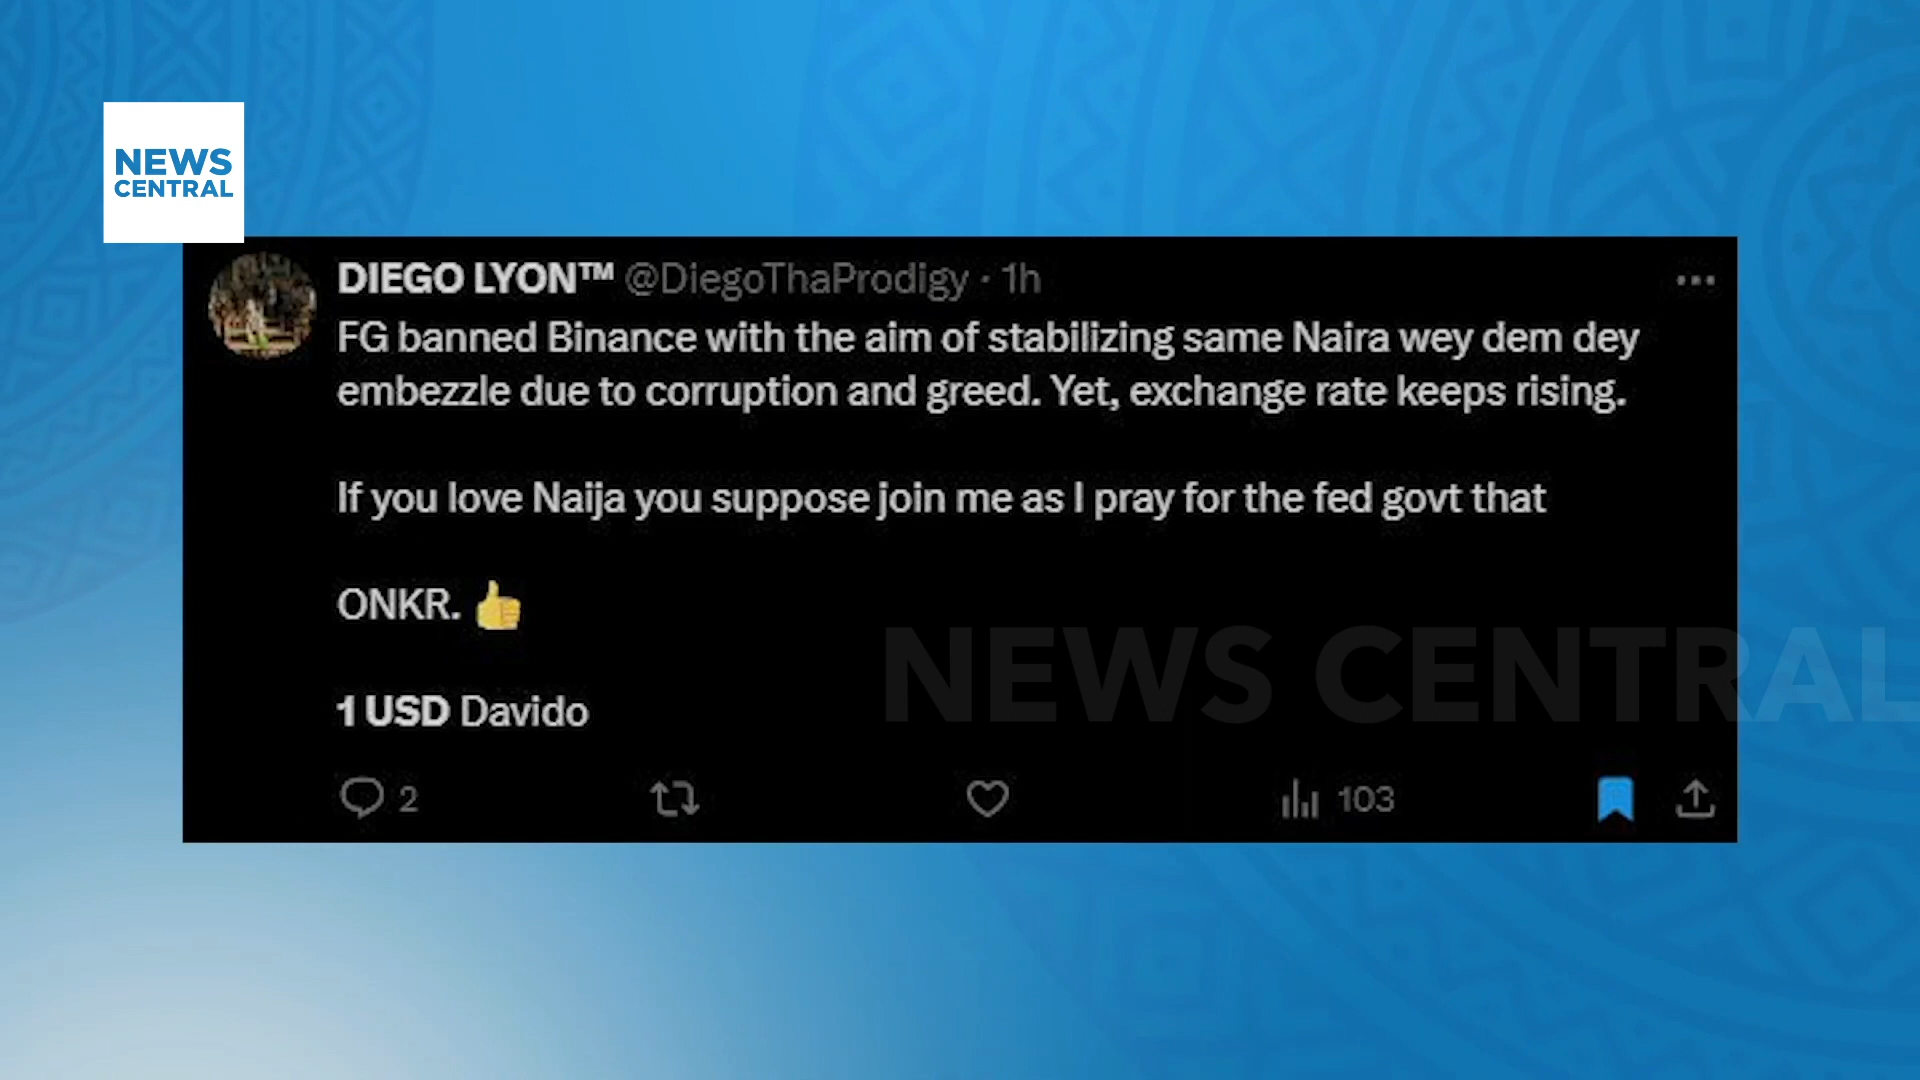 NEWS
CENTRAL
DIEGO LYON™ @DiegoThaProdigy · 1h
FG banned Binance with the aim of stabilizing same Naira wey dem dey
embezzle due to corruption and greed. Yet, exchange rate keeps rising.
If you love Naija you suppose join me as I pray for the fed govt that
ONKR. 👍
1 USD Davido
2
103
NEWS CENTRAL